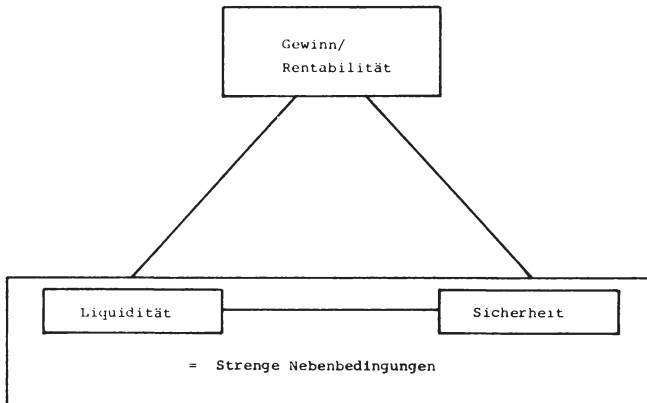 Gewinn/
Rentabilität
Liquidität
Sicherheit
= Strenge Nebenbedingungen